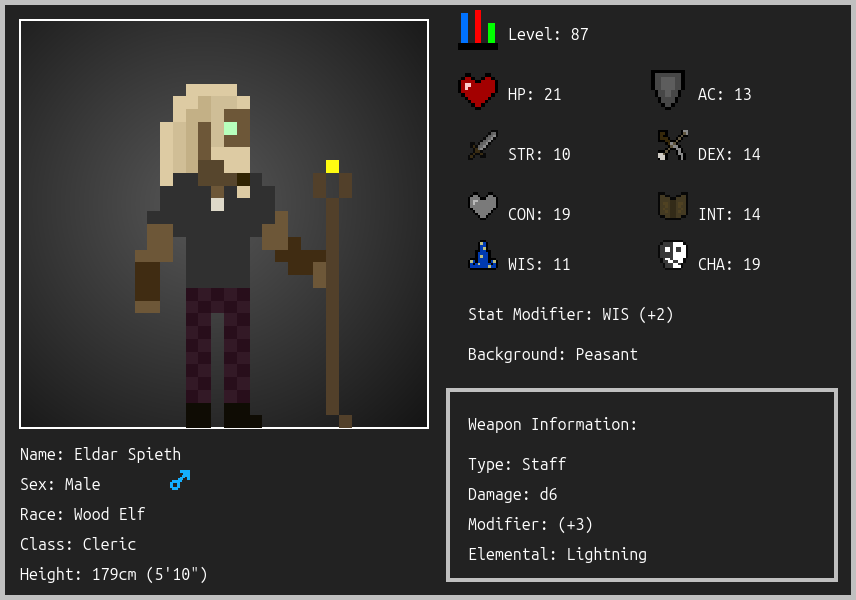 Level: 87
HP: 21
AC: 13
STR: 10
DEX: 14
CON: 19
INT: 14
WIS: 11
CHA: 19
Stat Modifier: WIS (+2)
Background: Peasant
Weapon Information:
Type: Staff
Damage: d6
Modifier: (+3)
Elemental: Lightning
Name: Eldar Spieth
Sex: Male
Race: Wood Elf
Class: Cleric
Height: 179cm (5'10")